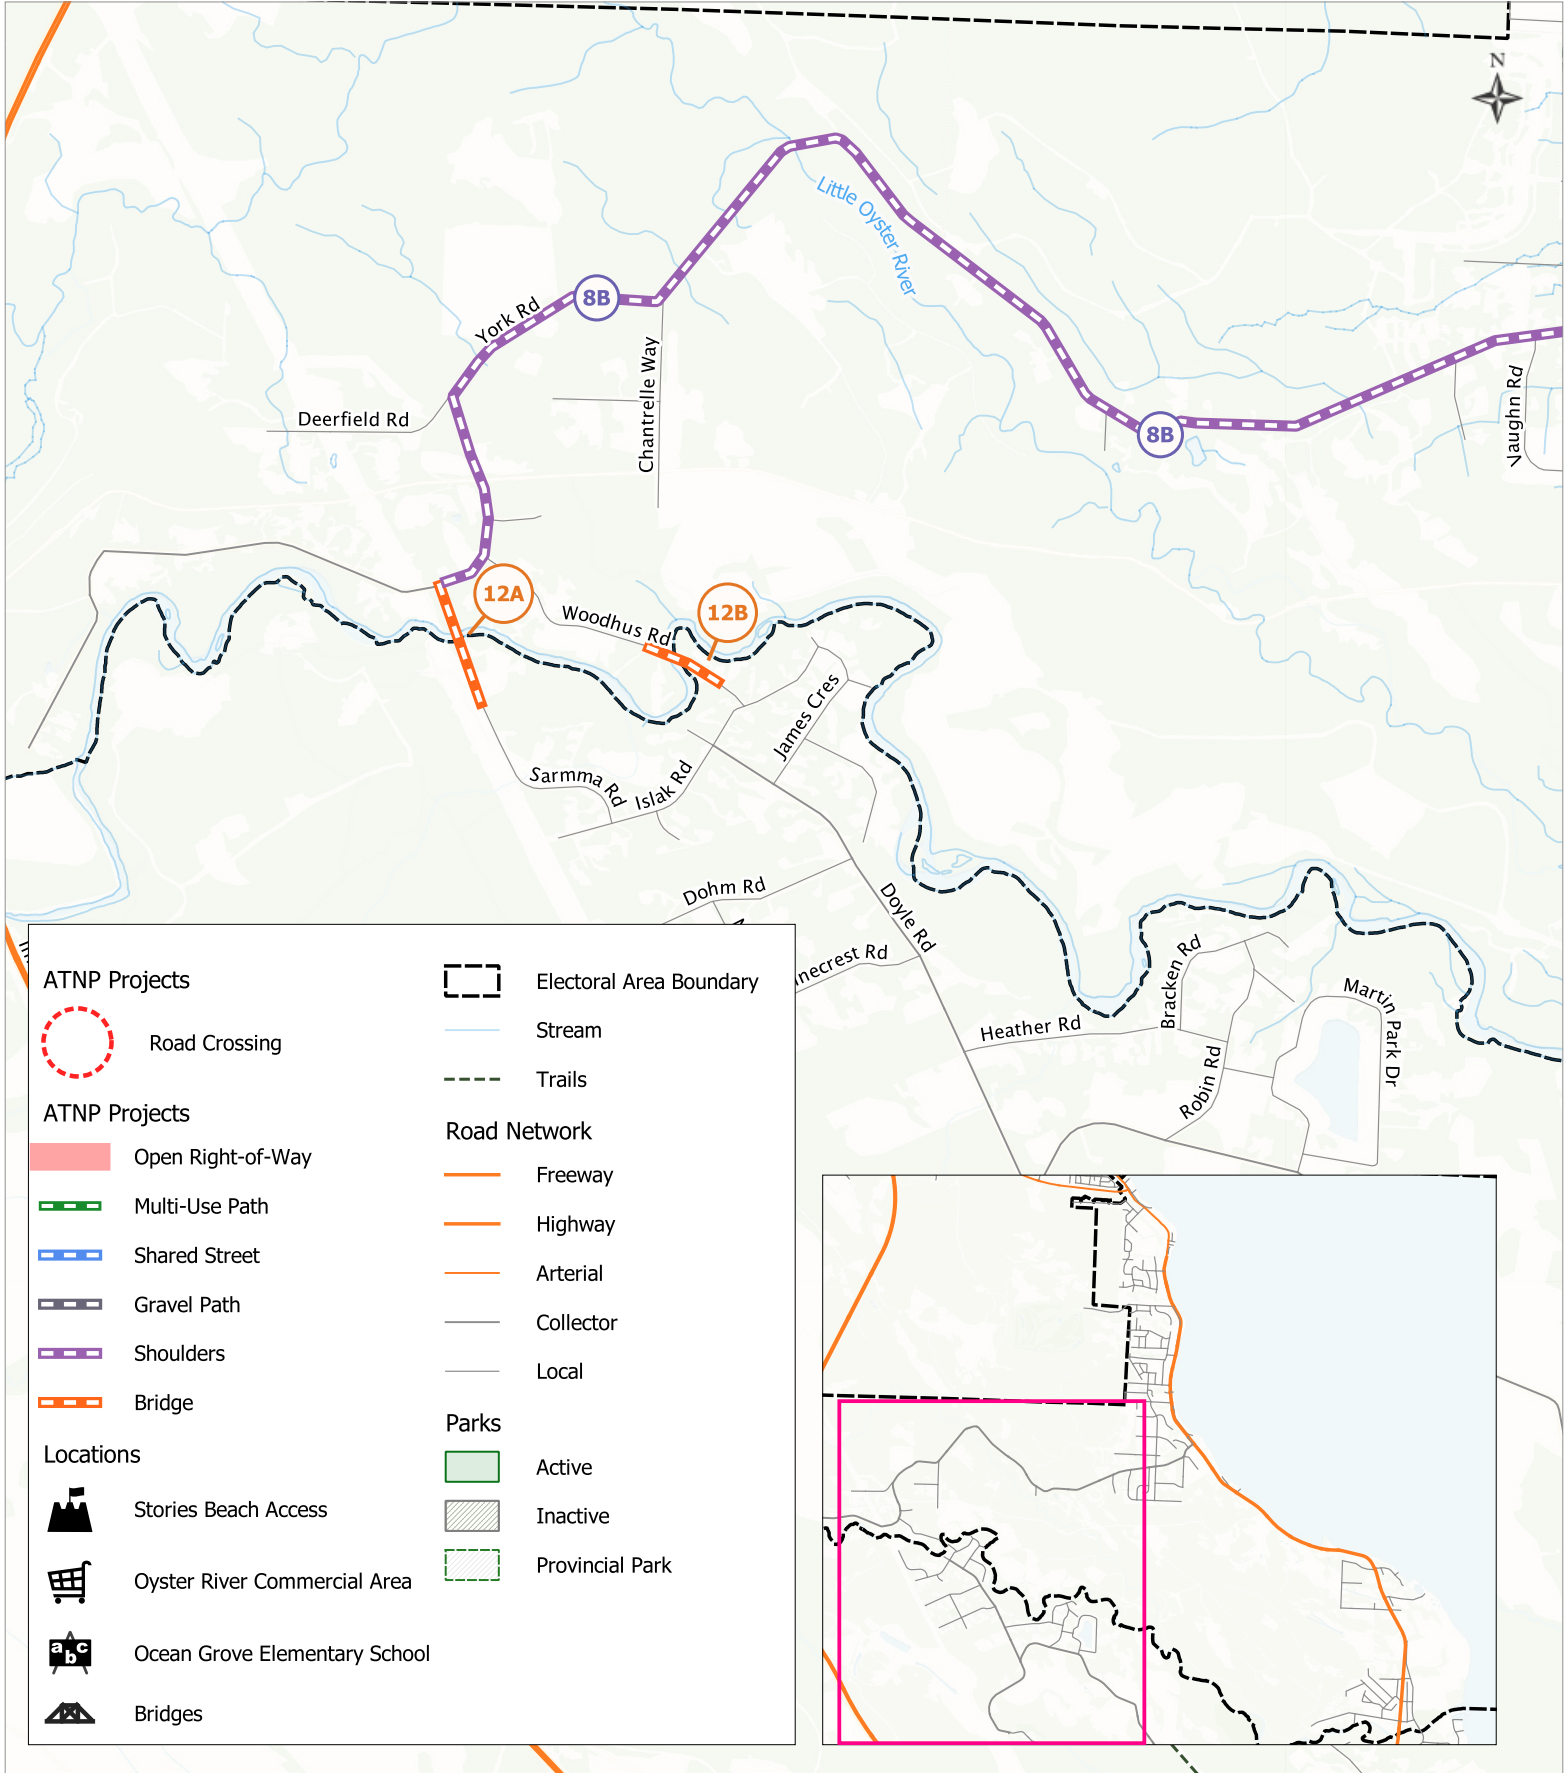 N
Little Oyster River
8B
York Rd
Chantrelle Way
Deerfield Rd
8B
Vaughn Rd
12A
12B
Woodhus Rd
James Cres
Sarmma Rd
Islak Rd
Dohm Rd
Doyle Rd
necrest Rd
Bracken Rd
Heather Rd
Martin Park Dr
Robin Rd
ATNP Projects
Road Crossing
ATNP Projects
Open Right-of-Way
Multi-Use Path
Shared Street
Gravel Path
Shoulders
Bridge
Locations
Stories Beach Access
Oyster River Commercial Area
abc
Ocean Grove Elementary School
Bridges
Electoral Area Boundary
Stream
Trails
Road Network
Freeway
Highway
Arterial
Collector
Local
Parks
Active
Inactive
Provincial Park